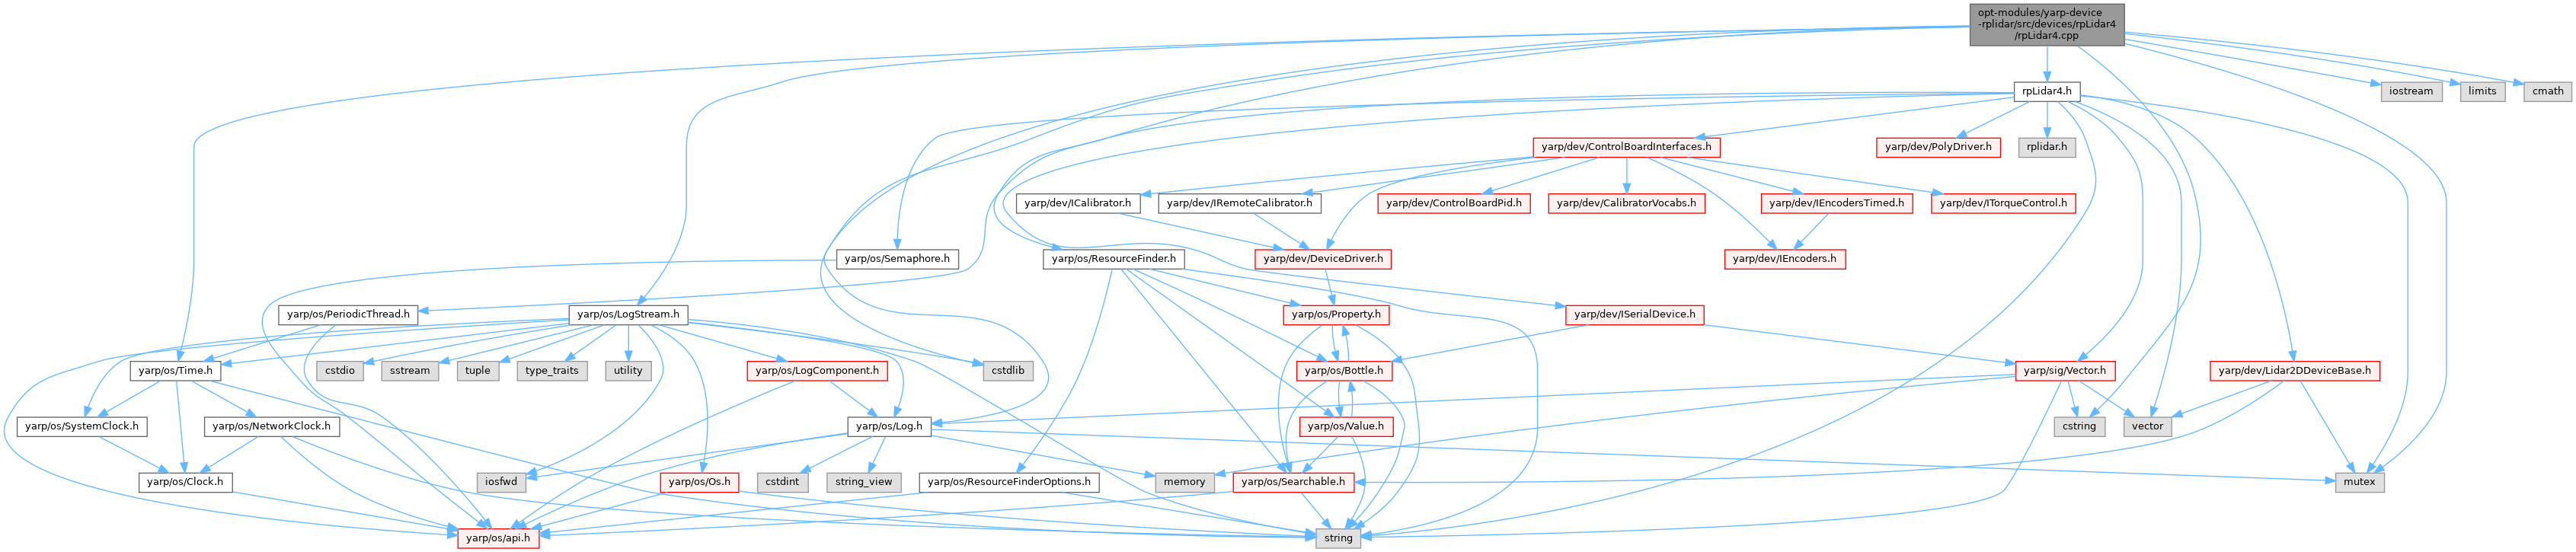 opt-modules/yarp-device
-rplidar/src/devices/rpLidar4
/rpLidar4.cpp
rpLidar4.h
iostream
limits
cmath
yarp/dev/ControlBoardInterfaces.h
yarp/dev/PolyDriver.h
rplidar.h
yarp/dev/ICalibrator.h
yarp/dev/IRemoteCalibrator.h
yarp/dev/ControlBoardPid.h
yarp/dev/CalibratorVocabs.h
yarp/dev/IEncodersTimed.h
yarp/dev/ITorqueControl.h
yarp/os/Semaphore.h
yarp/os/ResourceFinder.h
yarp/dev/DeviceDriver.h
yarp/dev/IEncoders.h
yarp/os/PeriodicThread.h
yarp/os/LogStream.h
yarp/os/Property.h
yarp/dev/ISerialDevice.h
yarp/os/Time.h
cstdio
sstream
tuple
type_traits
utility
yarp/os/LogComponent.h
cstdlib
yarp/os/Bottle.h
yarp/sig/Vector.h
yarp/dev/Lidar2DDeviceBase.h
yarp/os/SystemClock.h
yarp/os/NetworkClock.h
yarp/os/Log.h
yarp/os/Value.h
cstring
vector
yarp/os/Clock.h
iosfwd
yarp/os/Os.h
cstdint
string_view
yarp/os/ResourceFinderOptions.h
memory
yarp/os/Searchable.h
mutex
yarp/os/api.h
string